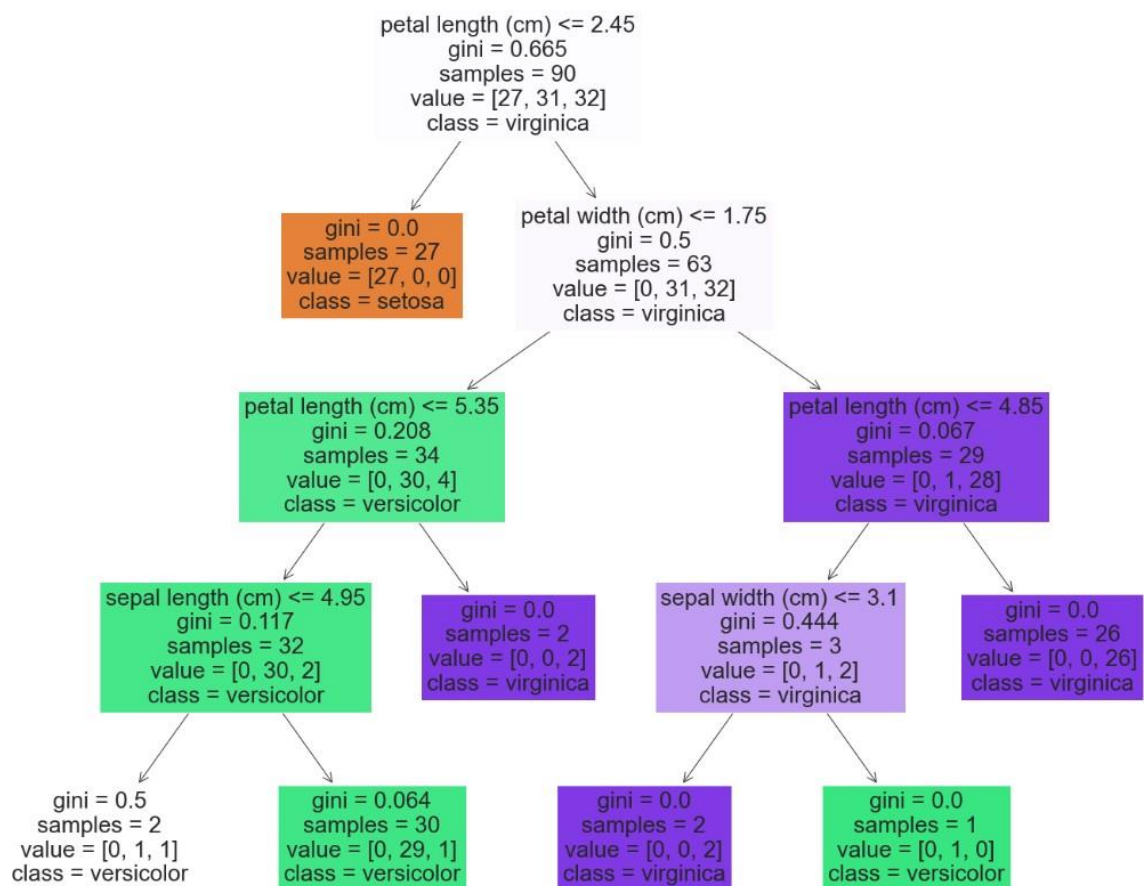 petal length (cm) <= 2.45
gini = 0.665
samples = 90
value = [27, 31, 32]
class = virginica
gini = 0.0
samples = 27
value = [27, 0, 0]
class = setosa
petal width (cm) <= 1.75
gini = 0.5
samples = 63
value = [0, 31, 32]
class = virginica
petal length (cm) <= 5.35
gini = 0.208
samples = 34
value = [0, 30, 4]
class = versicolor
petal length (cm) <= 4.85
gini = 0.067
samples = 29
value = [0, 1, 28]
class = virginica
sepal length (cm) <= 4.95
gini = 0.117
samples = 32
value = [0, 30, 2]
class = versicolor
gini = 0.0
samples = 2
value = [0, 0, 2]
class = virginica
sepal width (cm) <= 3.1
gini = 0.444
samples = 3
value = [0, 1, 2]
class = virginica
gini = 0.0
samples = 26
value = [0, 0, 26]
class = virginica
gini = 0.5
samples = 2
value = [0, 1, 1]
class = versicolor
gini = 0.064
samples = 30
value = [0, 29, 1]
class = versicolor
gini = 0.0
samples = 2
value = [0, 0, 2]
class = virginica
gini = 0.0
samples = 1
value = [0, 1, 0]
class = versicolor